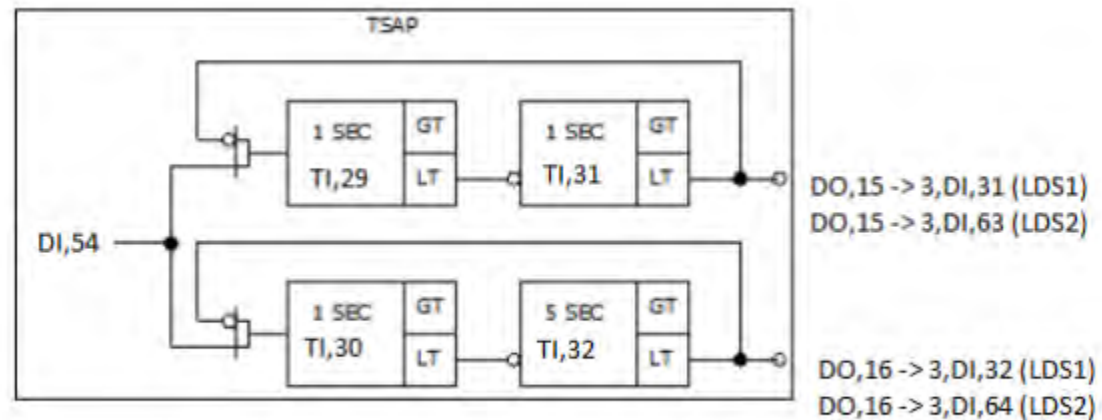 TSAP
1 SEC
GT
1 SEC
GT
TI,29
LT
TI,31
LT
DO,15 -> 3,DI,31 (LDS1)
DO,15 -> 3,DI,63 (LDS2)
DI,54
1 SEC
GT
5 SEC
GT
TI,30
LT
TI,32
LT
DO,16 -> 3,DI,32 (LDS1)
DO,16 -> 3,DI,64 (LDS2)